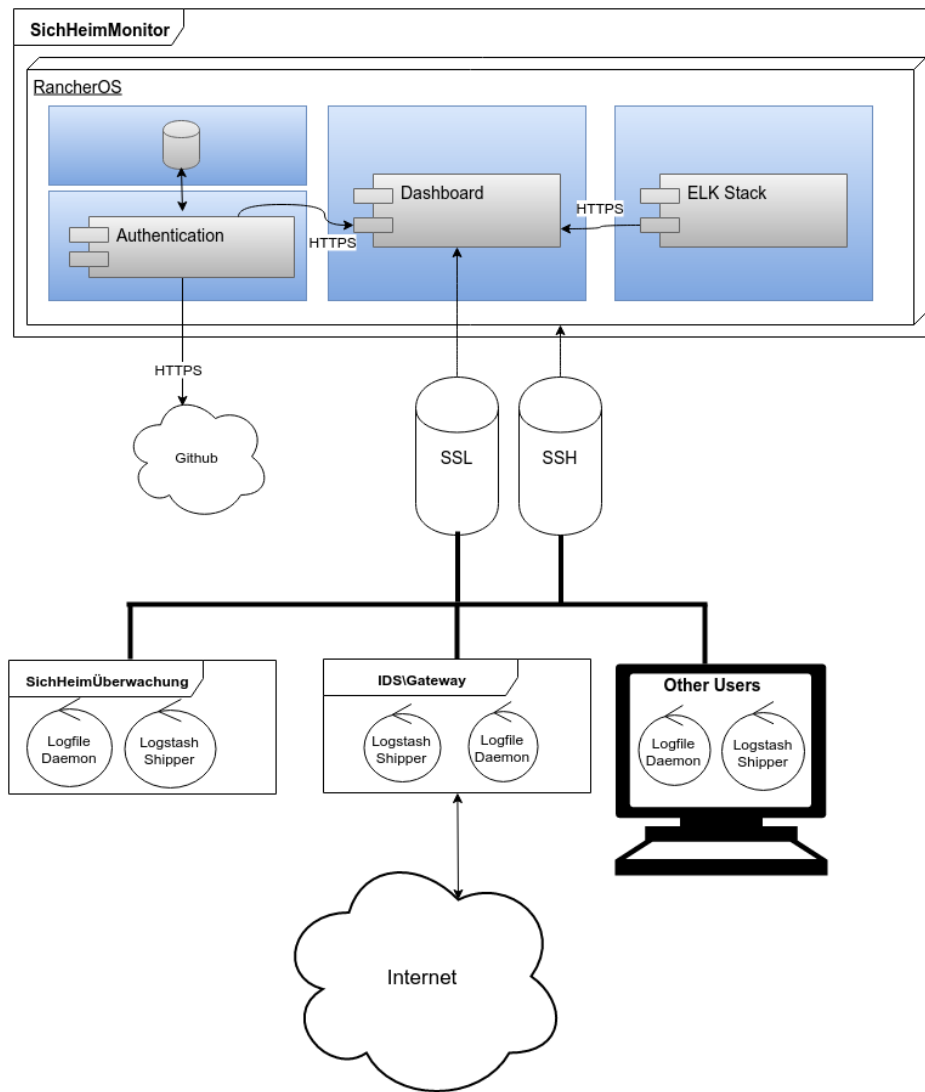 SichHeimMonitor
RancherOS
Authentication
Dashboard
ELK Stack
HTTPS
HTTPS
HTTPS
Github
SSL
SSH
SichHeimÜberwachung
Logfile
Daemon
Logstash
Shipper
IDS\Gateway
Logstash
Shipper
Logfile
Daemon
Other Users
Logfile
Daemon
Logstash
Shipper
Internet